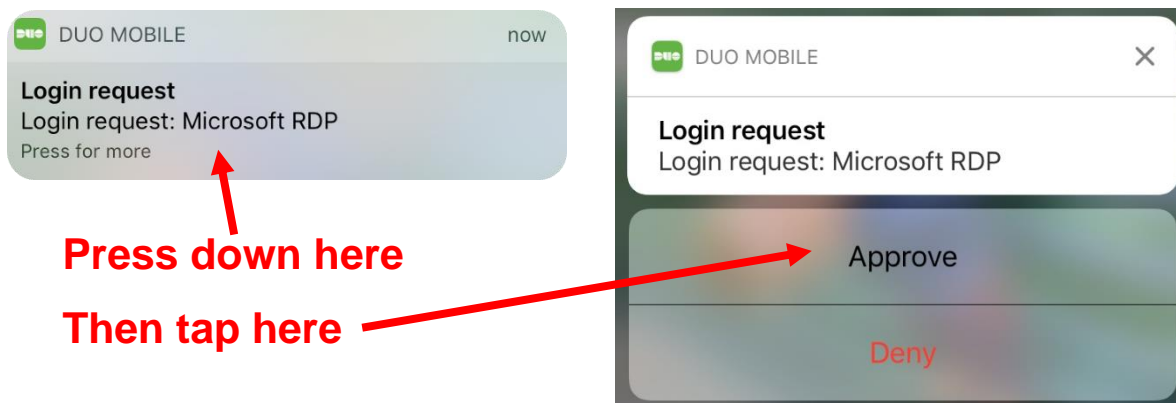 DUO MOBILE now
Login request
Login request: Microsoft RDP
Press for more
Press down here
Then tap here
DUO MOBILE
Login request
Login request: Microsoft RDP
Approve
Deny